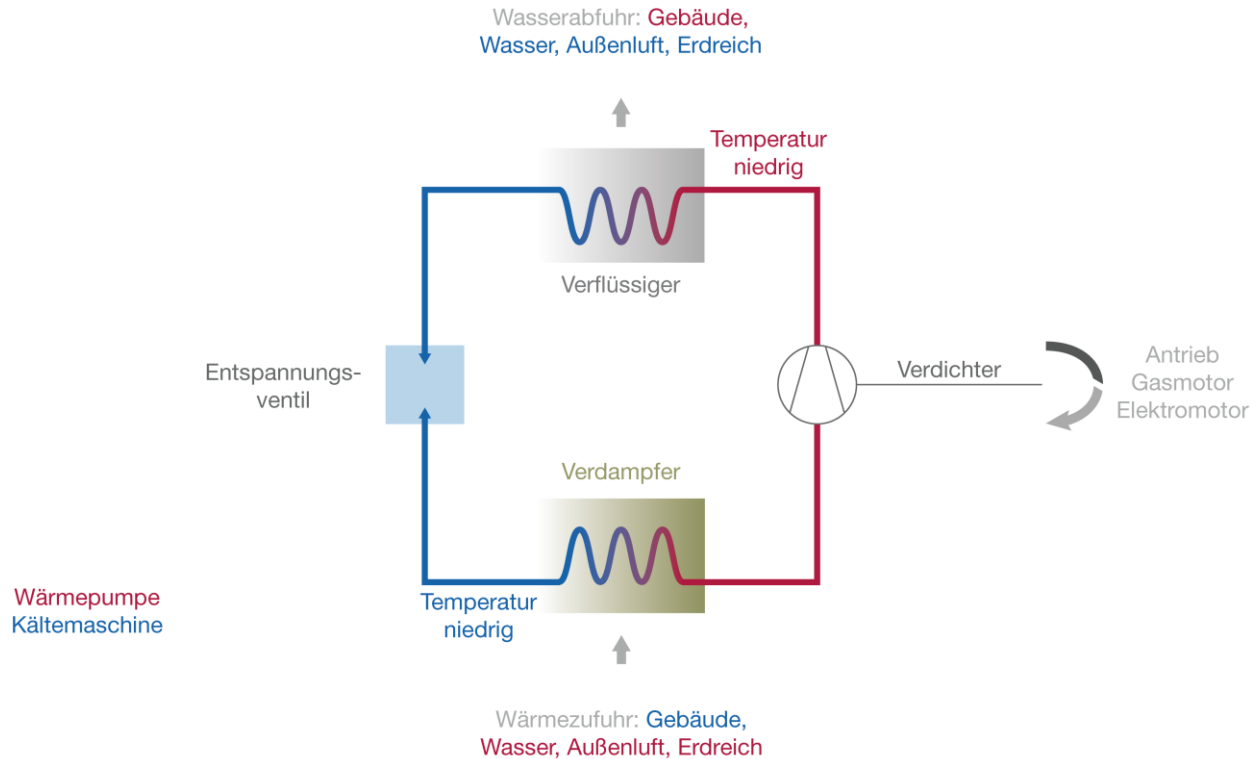 Wasserabfuhr: Gebäude,
Wasser, Außenluft, Erdreich
Temperatur
niedrig
Verflüssiger
Entspannungs-
ventil
Verdichter
Antrieb
Gasmotor
Elektromotor
Verdampfer
Temperatur
niedrig
Wärmepumpe
Kältemaschine
Wärmezufuhr: Gebäude,
Wasser, Außenluft, Erdreich